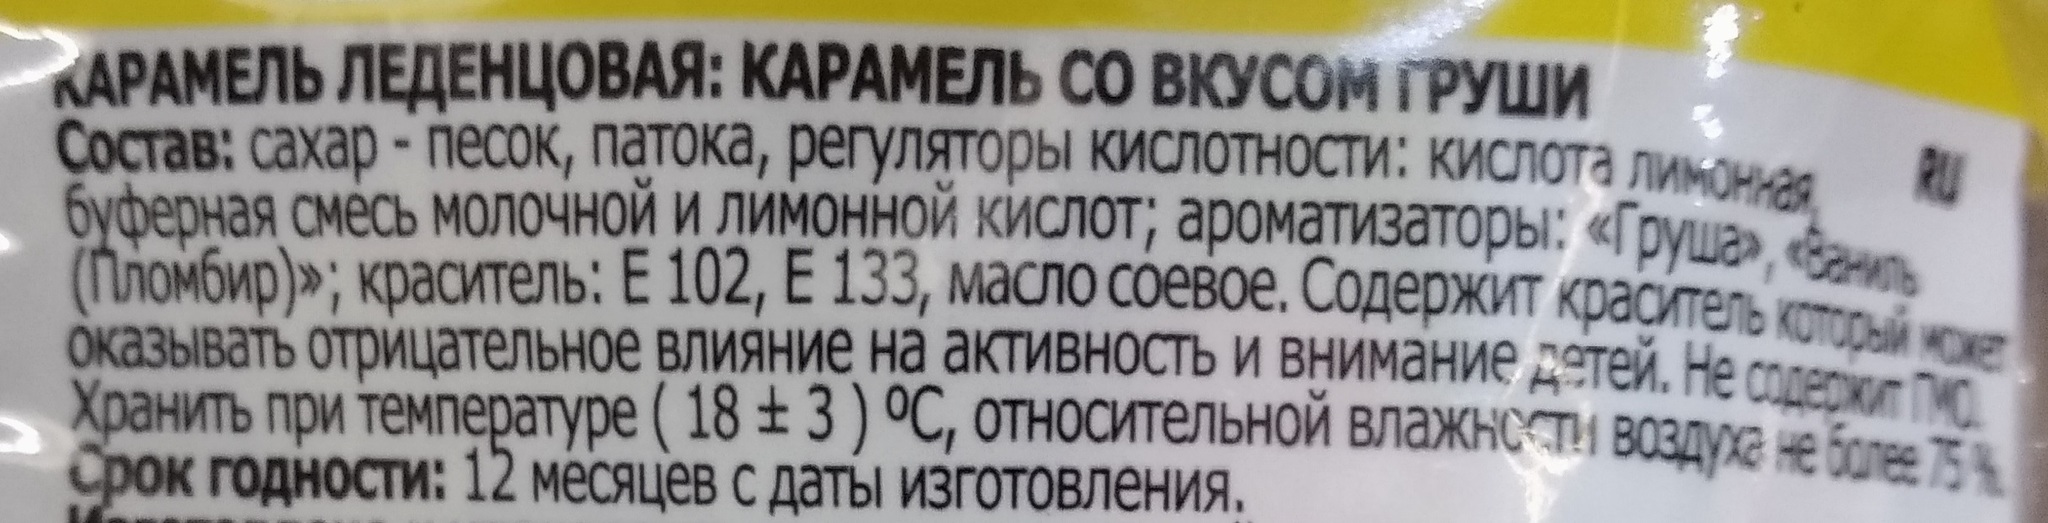 КАРАМЕЛЬ ЛЕДЕНЦОВАЯ: КАРАМЕЛЬ СО ВКУСОМ ГРУШИ
RU
Состав: сахар - песок, патока, регуляторы кислотности: кислота лимонная,
буферная смесь молочной и лимонной кислот; ароматизаторы: «Груша», «Ваниль
(Пломбир)»; краситель: Е 102, Е 133, масло соевое. Содержит краситель который может
оказывать отрицательное влияние на активность и внимание детей. Не содержит ГМО.
Хранить при температуре ( 18 ± 3 ) ºС, относительной влажности воздуха не более 75 %.
Срок годности: 12 месяцев с даты изготовления.